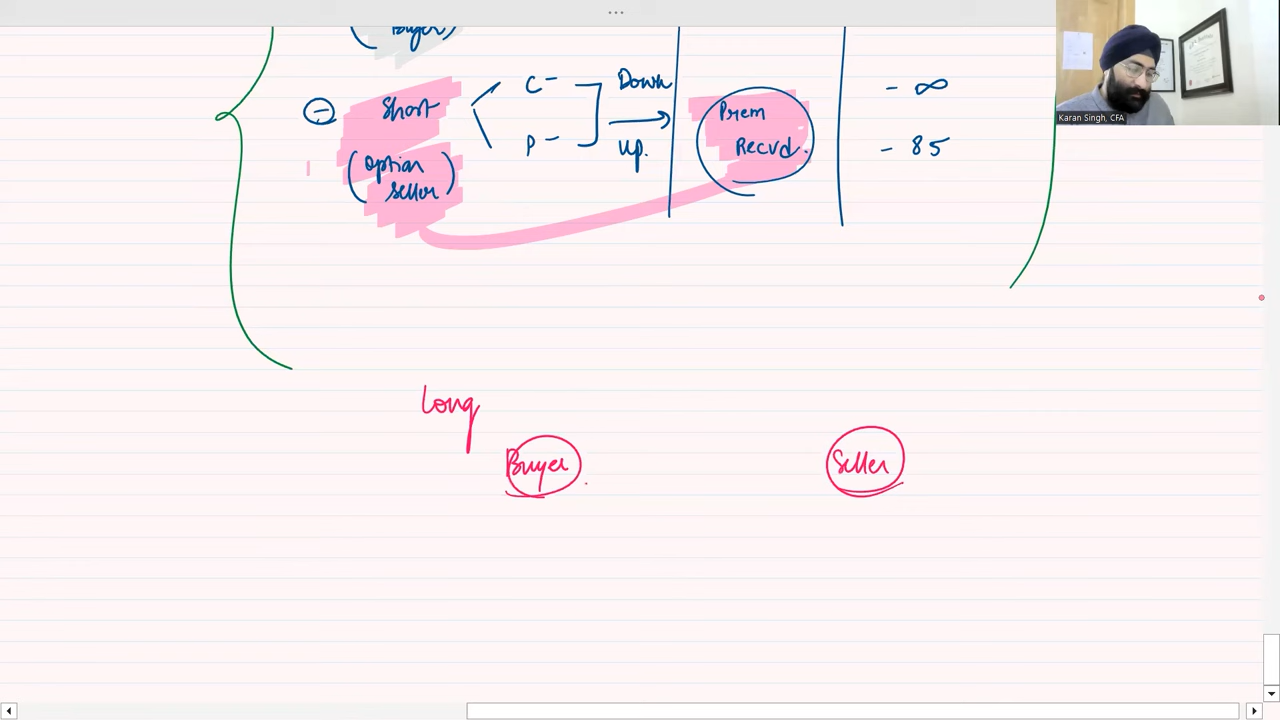 Buyer)
Short
C-
Down
- ∞
Prem
Recvd.
P-
up.
- 85
(option
seller)
Karan Singh, CFA
Long
Buyer
Seller